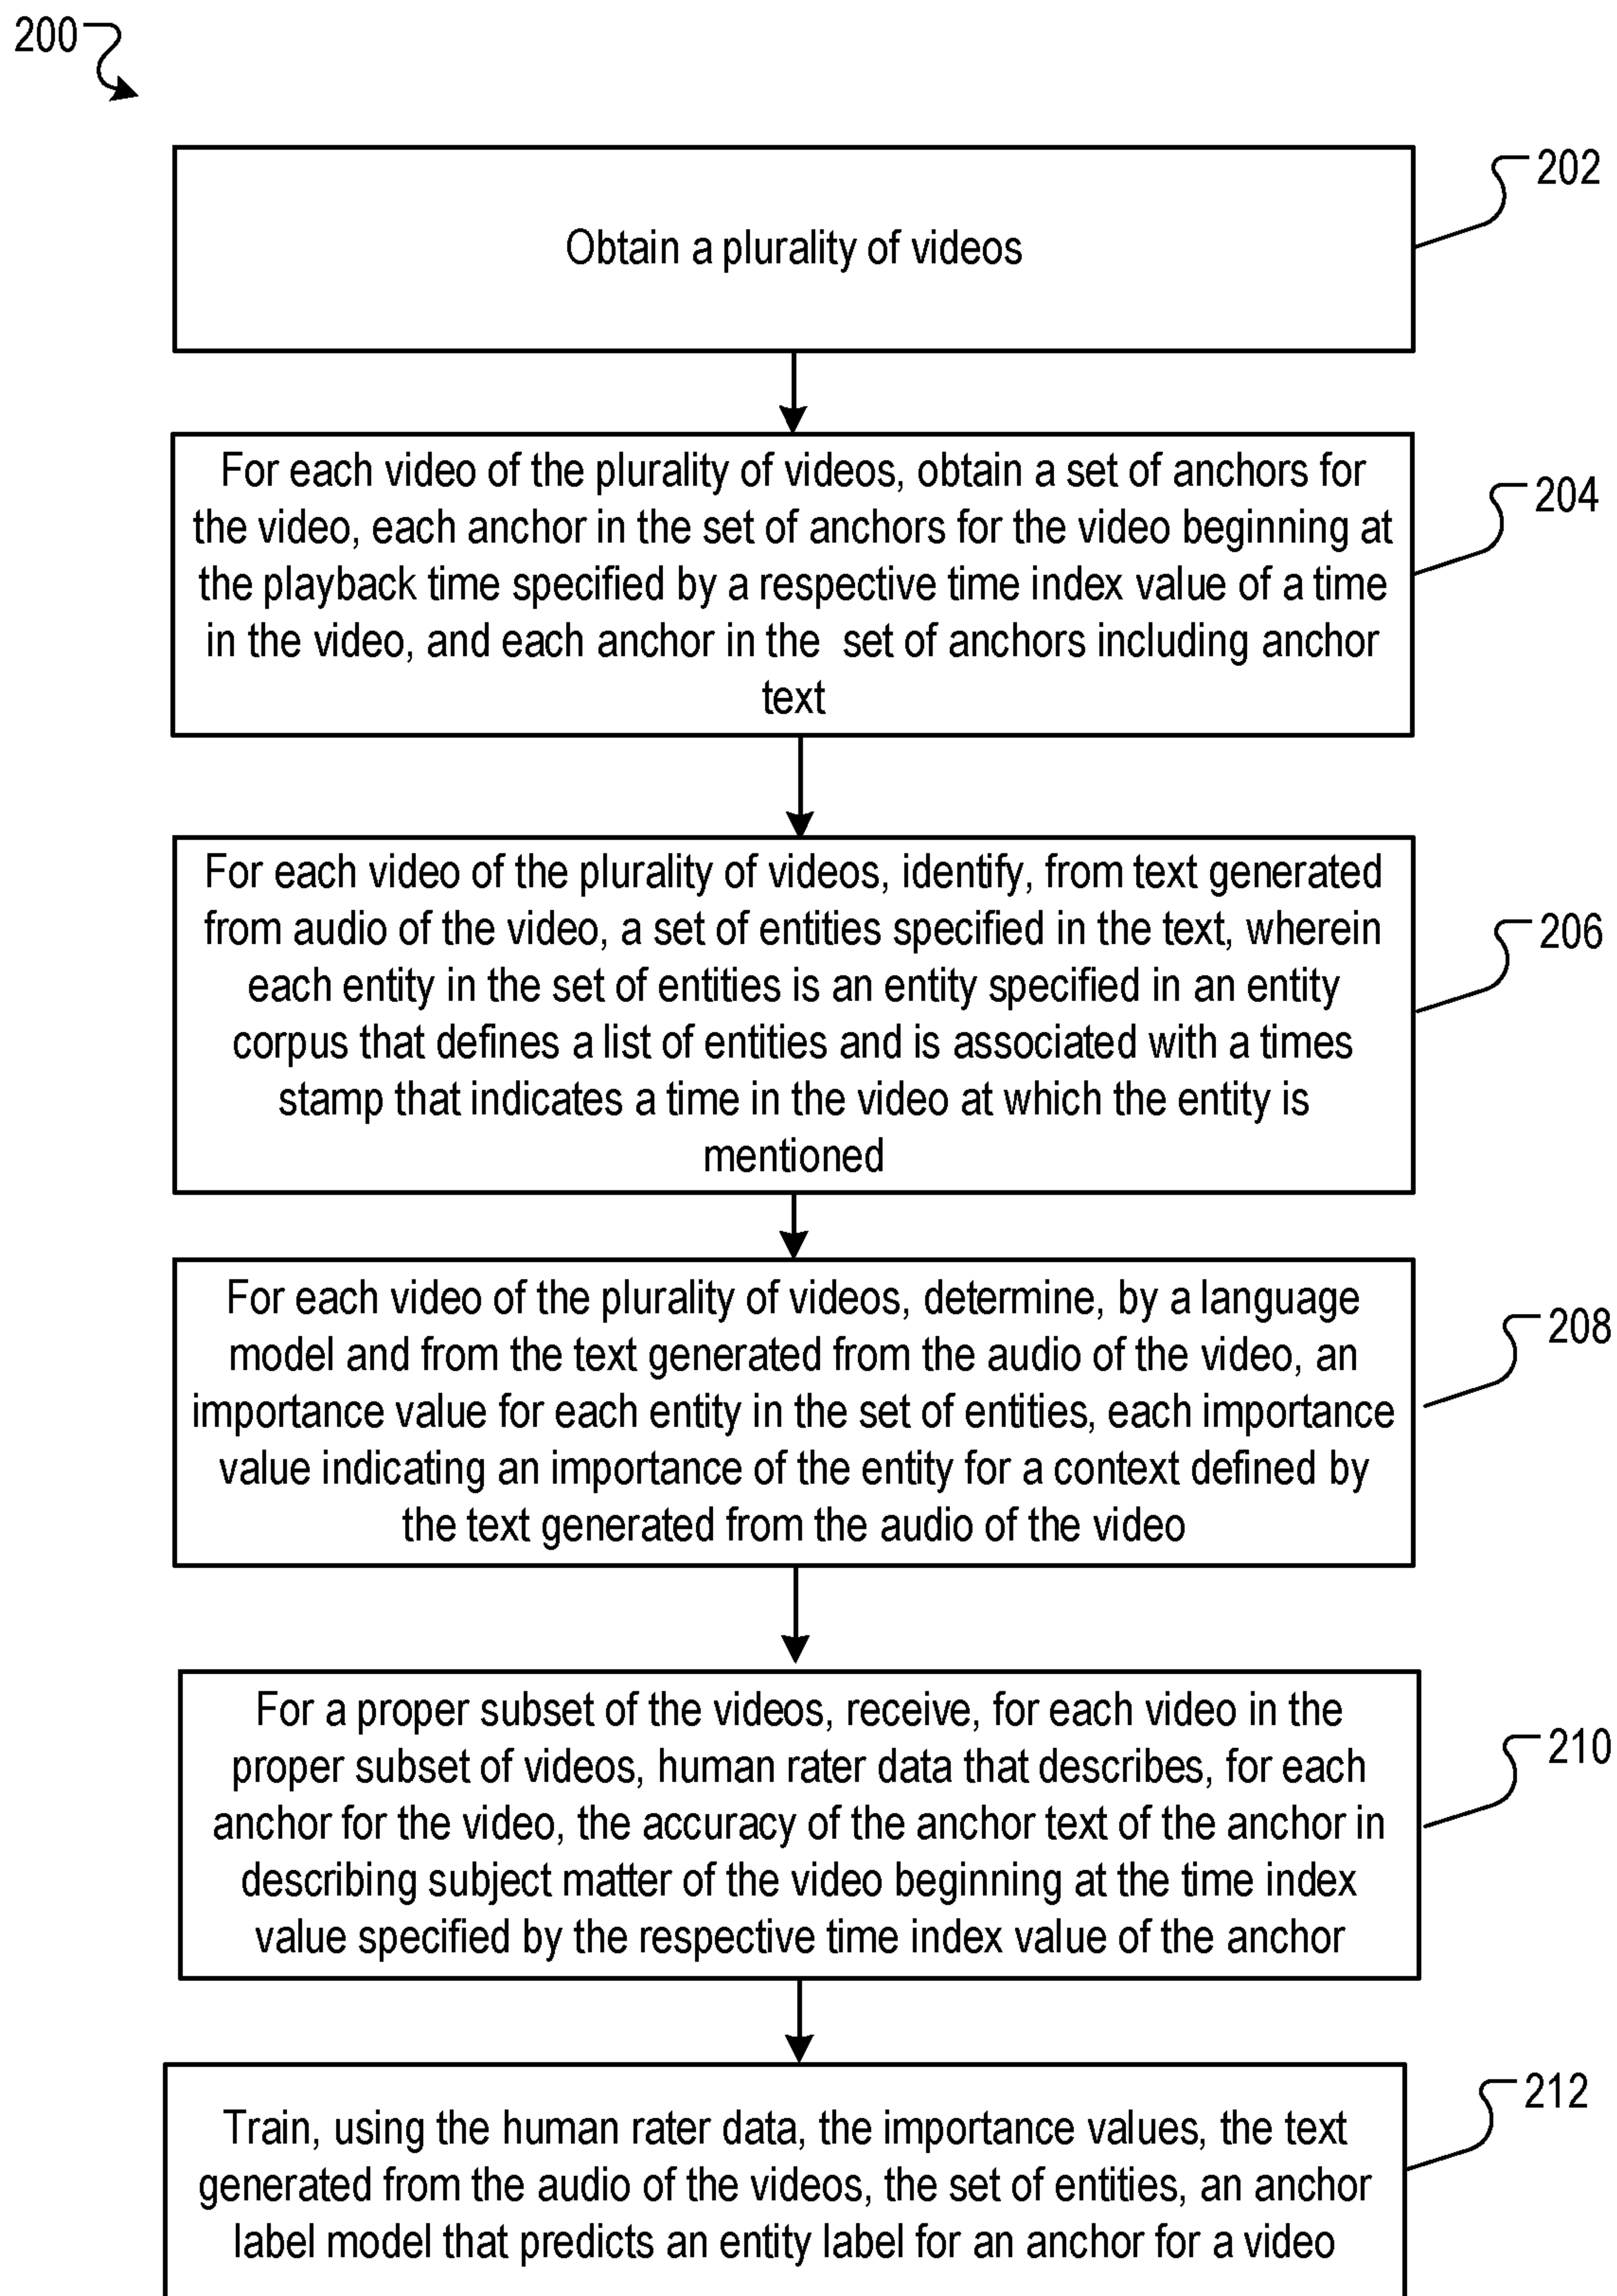 200
202
Obtain a plurality of videos
For each video of the plurality of videos, obtain a set of anchors for
204
the video, each anchor in the set of anchors for the video beginning at
the playback time specified by a respective time index value of a time
in the video, and each anchor in the set of anchors including anchor
text
For each video of the plurality of videos, identify, from text generated
from audio of the video, a set of entities specified in the text, wherein
206
each entity in the set of entities is an entity specified in an entity
corpus that defines a list of entities and is associated with a times
stamp that indicates a time in the video at which the entity is
mentioned
For each video of the plurality of videos, determine, by a language
208
model and from the text generated from the audio of the video, an
importance value for each entity in the set of entities, each importance
value indicating an importance of the entity for a context defined by
the text generated from the audio of the video
For a proper subset of the videos, receive, for each video in the
210
proper subset of videos, human rater data that describes, for each
anchor for the video, the accuracy of the anchor text of the anchor in
describing subject matter of the video beginning at the time index
value specified by the respective time index value of the anchor
212
Train, using the human rater data, the importance values, the text
generated from the audio of the videos, the set of entities, an anchor
label model that predicts an entity label for an anchor for a video